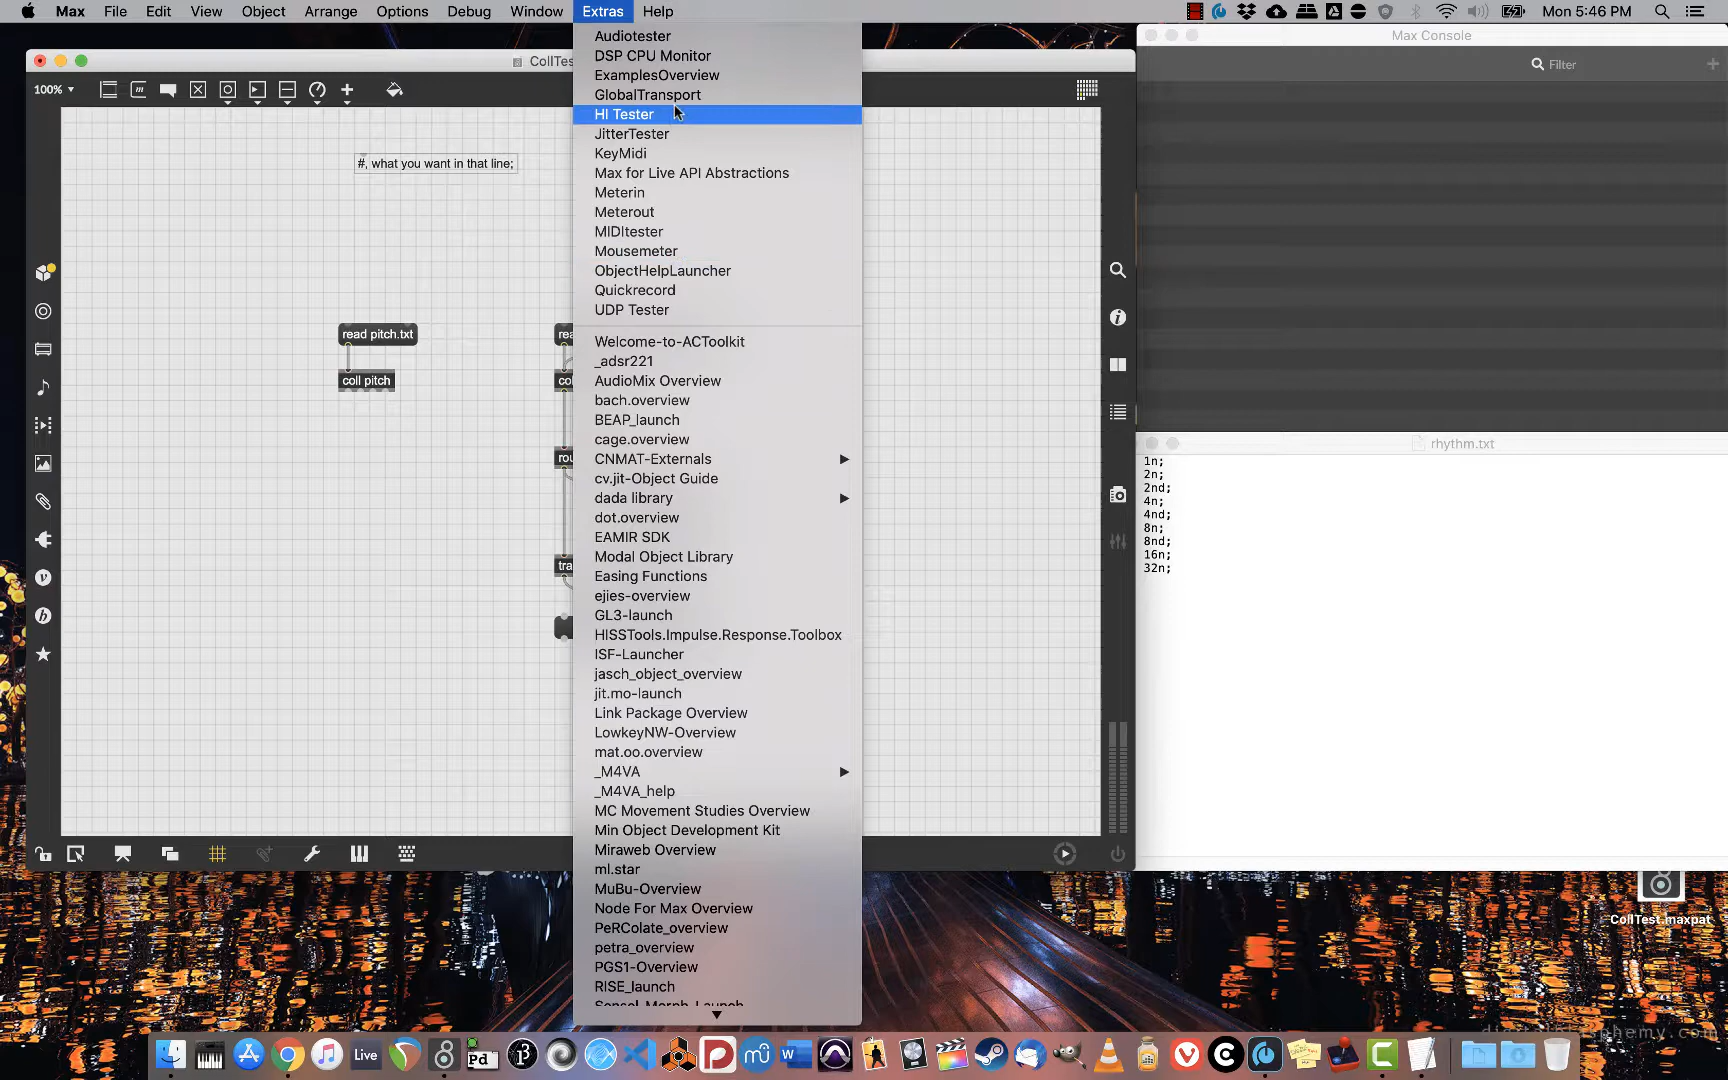 Max File Edit View Object Arrange Options Debug Window Extras Help
Mon 5:46 PM
CollTes
Max Console
100%
Filter
#, what you want in that line;
read pitch.txt
coll pitch
rea
col
rou
tra
Audiotester
DSP CPU Monitor
ExamplesOverview
GlobalTransport
HI Tester
JitterTester
KeyMidi
Max for Live API Abstractions
Meterin
Meterout
MIDItester
Mousemeter
ObjectHelpLauncher
Quickrecord
UDP Tester
Welcome-to-ACToolkit
_adsr221
AudioMix Overview
bach.overview
BEAP_launch
cage.overview
CNMAT-Externals
cv.jit-Object Guide
dada library
dot.overview
EAMIR SDK
Modal Object Library
Easing Functions
ejies-overview
GL3-launch
HISSTools.Impulse.Response.Toolbox
ISF-Launcher
jasch_object_overview
jit.mo-launch
Link Package Overview
LowkeyNW-Overview
mat.oo.overview
_M4VA
_M4VA_help
MC Movement Studies Overview
Min Object Development Kit
Miraweb Overview
ml.star
MuBu-Overview
Node For Max Overview
PeRColate_overview
petra_overview
PGS1-Overview
RISE_launch
Sensel_Morph_Launch
rhythm.txt
1n;
2n;
2nd;
4n;
4nd;
8n;
8nd;
16n;
32n;
CollTest.maxpat
Live
Pd